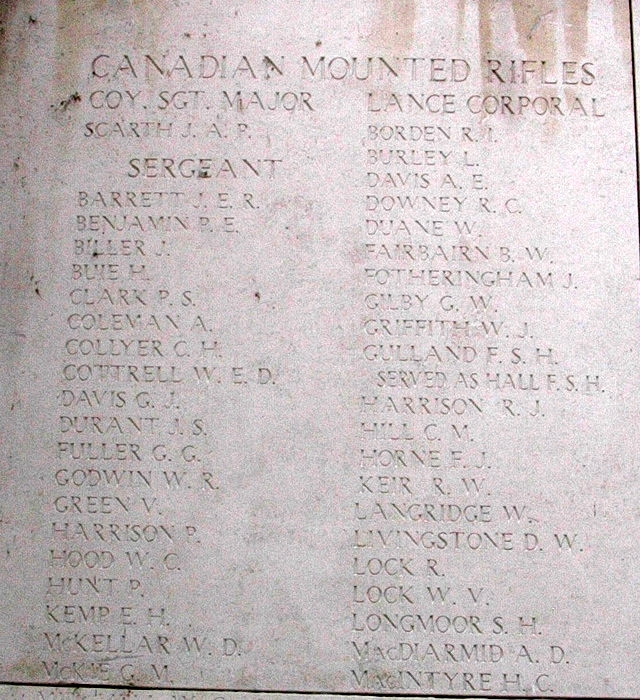 CANADIAN MOUNTED RIFLES
COY. SGT. MAJOR
SCARTH J. A. P.
SERGEANT
BARRETT J. E. R.
BENJAMIN P. E.
BILLER J.
BUIE H.
CLARK P. S.
COLEMAN A.
COLLYER C. H.
COTTRELL W. E. D.
DAVIS G. J.
DURANT J. S.
FULLER G. G.
GODWIN W. R.
GREEN V.
HARRISON P.
HOOD W. C.
HUNT P.
KEMP E. H.
McKELLAR W. D.
McKIE G. M.
LANCE CORPORAL
BORDEN R. I.
BURLEY L.
DAVIS A. E.
DOWNEY R. C.
DUANE W.
FAIRBAIRN B. W.
FOTHERINGHAM J.
GILBY G. W.
GRIFFITH W. J.
GULLAND F. S. H.
SERVED AS HALL F. S. H.
HARRISON R. J.
HILL C. M.
HORNE F. J.
KEIR R. W.
LANGRIDGE W.
LIVINGSTONE D. W.
LOCK R.
LOCK W. V.
LONGMOOR S. H.
MacDIARMID A. D.
MacINTYRE H. C.